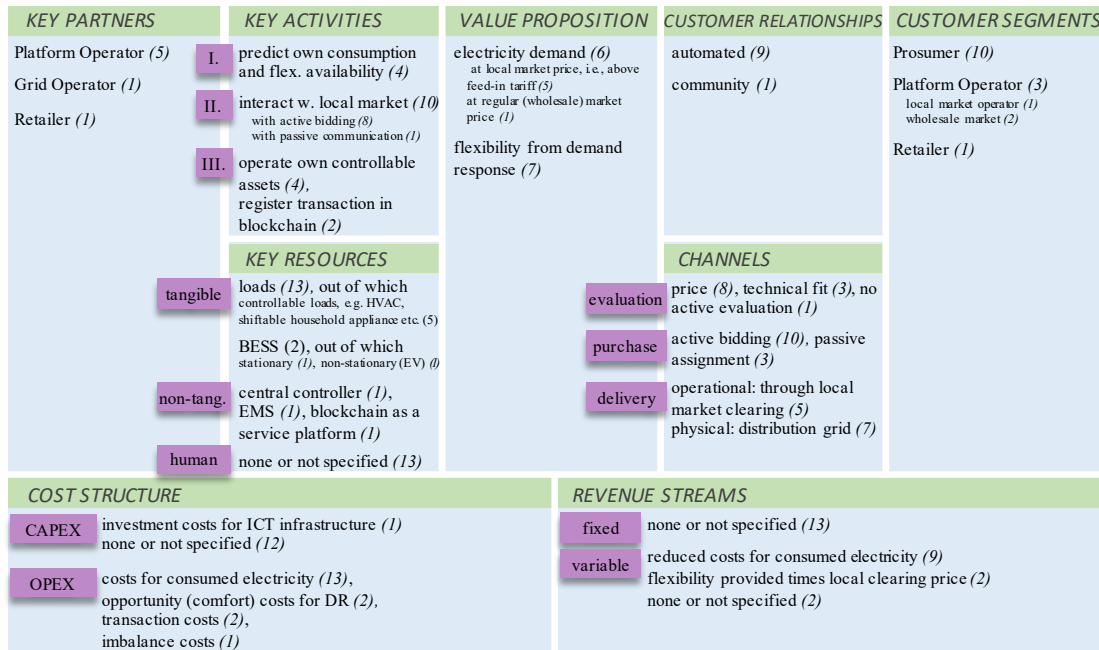 KEY PARTNERS
Platform Operator (5)
Grid Operator (1)
Retailer (1)
KEY ACTIVITIES
I.
predict own consumption
and flex. availability (4)
II.
interact w. local market (10)
with active bidding (8)
with passive communication (1)
III.
operate own controllable
assets (4),
register transaction in
blockchain (2)
KEY RESOURCES
tangible
loads (13), out of which
controllable loads, e.g. HVAC,
shiftable household appliance etc. (5)
BESS (2), out of which
stationary (1), non-stationary (EV) (1)
non-tang.
central controller (1),
EMS (1), blockchain as a
service platform (1)
human
none or not specified (13)
VALUE PROPOSITION
electricity demand (6)
at local market price, i.e., above
feed-in tariff (5)
at regular (wholesale) market
price (1)
flexibility from demand
response (7)
CUSTOMER RELATIONSHIPS
automated (9)
community (1)
CHANNELS
evaluation
price (8), technical fit (3), no
active evaluation (1)
purchase
active bidding (10), passive
assignment (3)
delivery
operational: through local
market clearing (5)
physical: distribution grid (7)
CUSTOMER SEGMENTS
Prosumer (10)
Platform Operator (3)
local market operator (1)
wholesale market (2)
Retailer (1)
COST STRUCTURE
CAPEX
investment costs for ICT infrastructure (1)
none or not specified (12)
OPEX
costs for consumed electricity (13),
opportunity (comfort) costs for DR (2),
transaction costs (2),
imbalance costs (1)
REVENUE STREAMS
fixed
none or not specified (13)
variable
reduced costs for consumed electricity (9)
flexibility provided times local clearing price (2)
none or not specified (2)